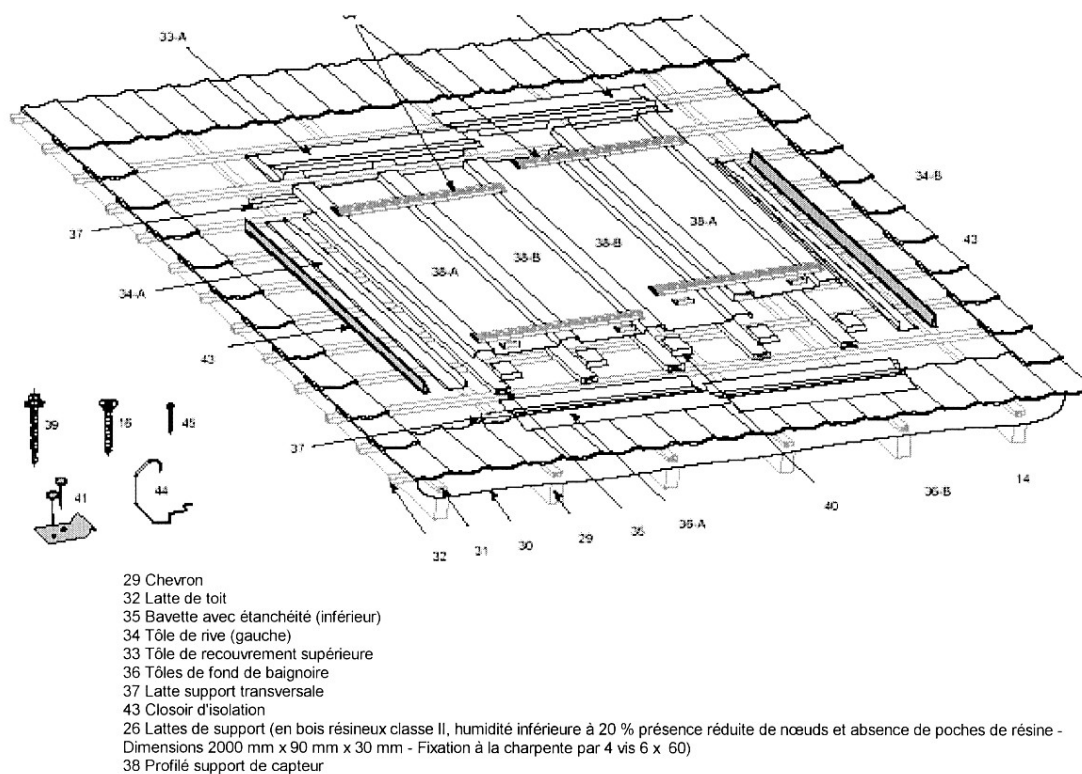 33-A
34-B
37
38-A
38-B
38-B
38-A
43
34-A
43
39
16
45
37
41
44
40
36-B
14
32
31
30
29
35
36-A
29 Chevron
32 Latte de toit
35 Bavette avec étanchéité (inférieur)
34 Tôle de rive (gauche)
33 Tôle de recouvrement supérieure
36 Tôles de fond de baignoire
37 Latte support transversale
43 Closoir d'isolation
26 Lattes de support (en bois résineux classe II, humidité inférieure à 20 % présence réduite de nœuds et absence de poches de résine -
Dimensions 2000 mm x 90 mm x 30 mm - Fixation à la charpente par 4 vis 6 x 60)
38 Profilé support de capteur